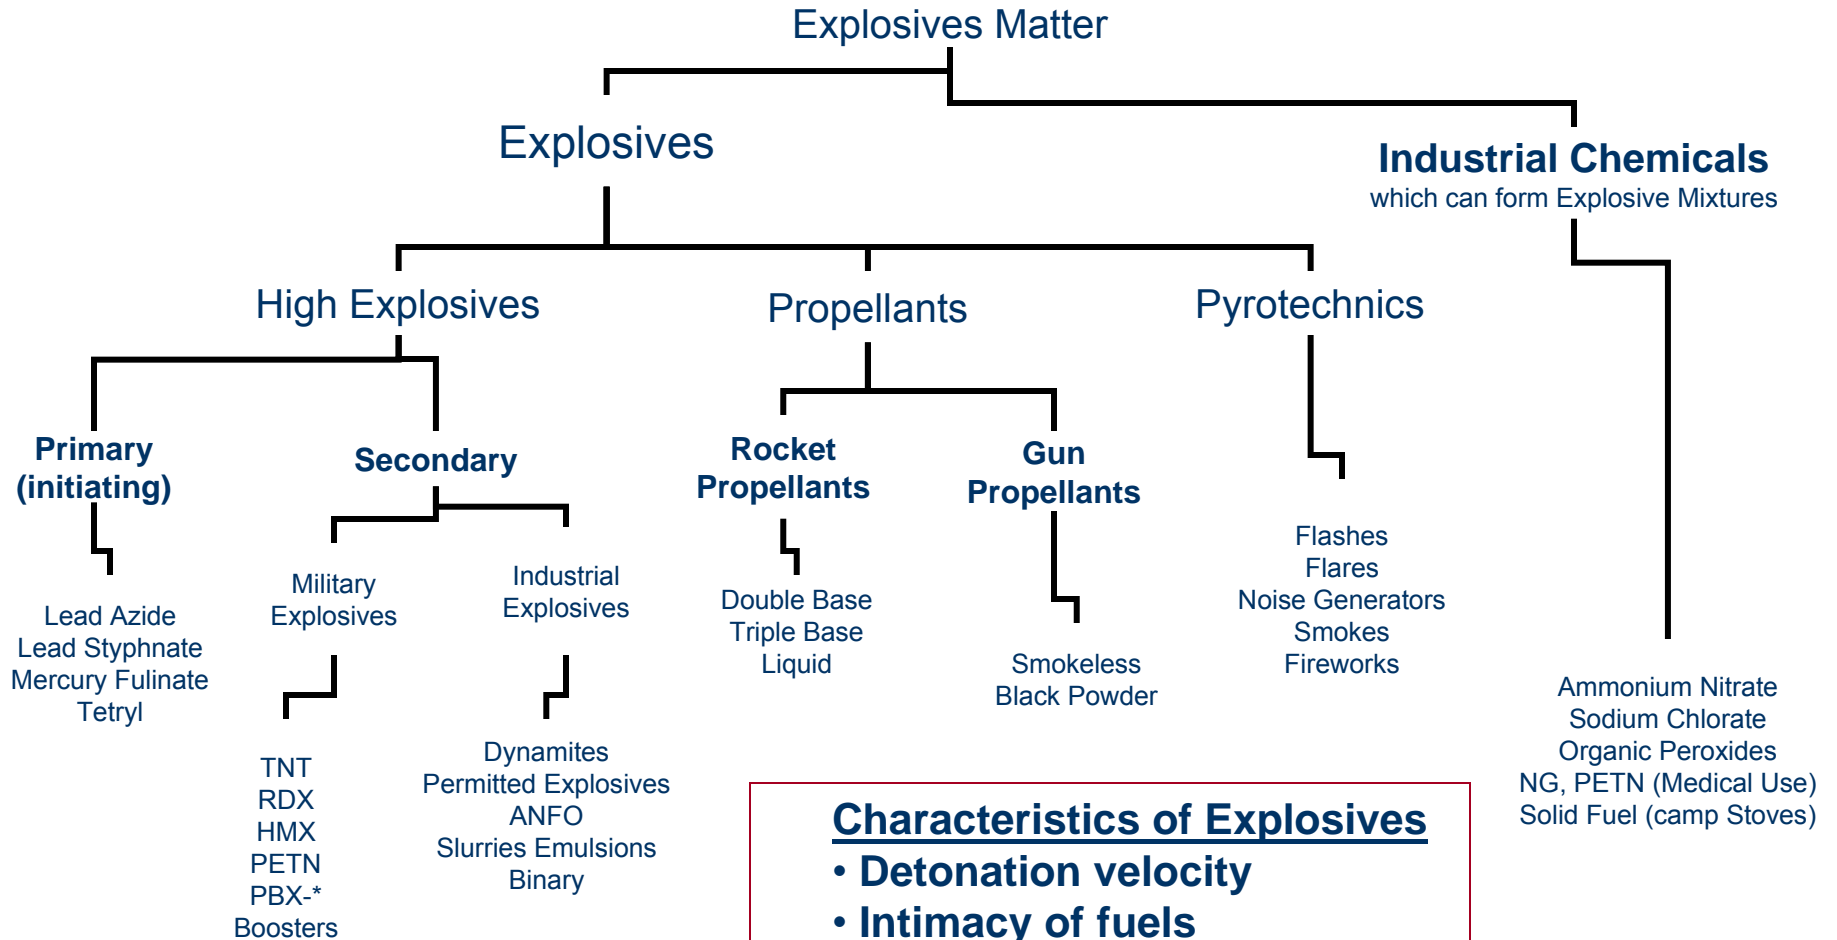 Explosives Matter
Explosives
Industrial Chemicals
which can form Explosive Mixtures
High Explosives
Propellants
Pyrotechnics
Primary
(initiating)
Secondary
Rocket
Propellants
Gun
Propellants
Lead Azide
Lead Styphnate
Mercury Fulinate
Tetryl
Military
Explosives
Industrial
Explosives
TNT
RDX
HMX
PETN
PBX-*
Boosters
Dynamites
Permitted Explosives
ANFO
Slurries Emulsions
Binary
Double Base
Triple Base
Liquid
Smokeless
Black Powder
Flashes
Flares
Noise Generators
Smokes
Fireworks
Ammonium Nitrate
Sodium Chlorate
Organic Peroxides
NG, PETN (Medical Use)
Solid Fuel (camp Stoves)
Characteristics of Explosives
• Detonation velocity
• Intimacy of fuels